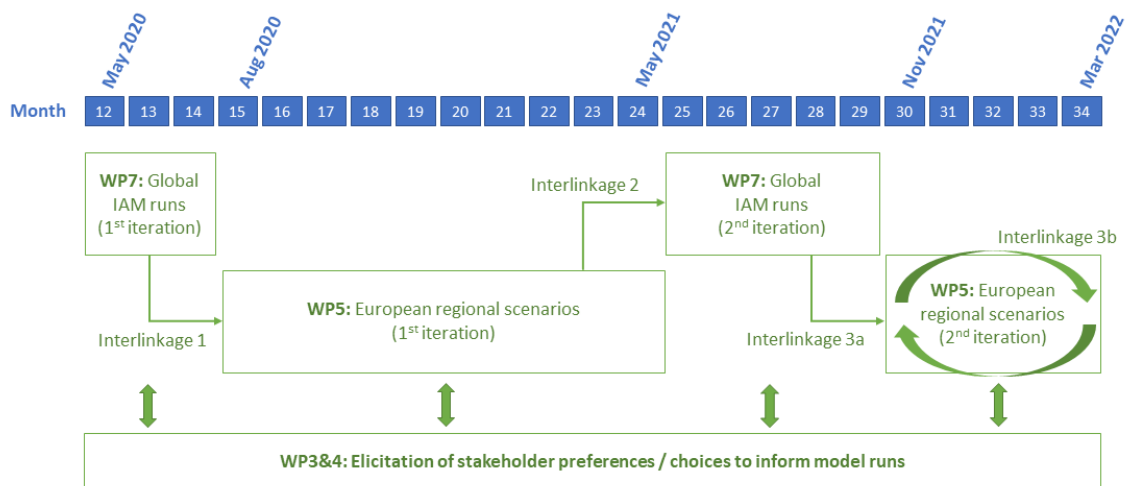 May 2020
Aug 2020
May 2021
Nov 2021
Mar 2022
Month 12 13 14 15 16 17 18 19 20 21 22 23 24 25 26 27 28 29 30 31 32 33 34
WP7: Global
IAM runs
(1st iteration)
Interlinkage 1
WP5: European regional scenarios
(1st iteration)
Interlinkage 2
WP7: Global
IAM runs
(2nd iteration)
Interlinkage 3a
Interlinkage 3b
WP5: European
regional scenarios
(2nd iteration)
WP3&4: Elicitation of stakeholder preferences / choices to inform model runs